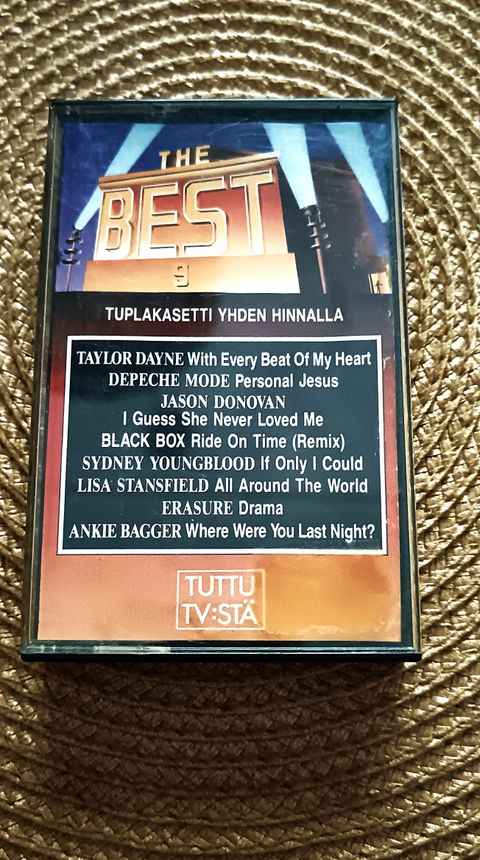 THE
BEST
9
TUPLAKASETTI YHDEN HINNALLA
TAYLOR DAYNE With Every Beat Of My Heart
DEPECHE MODE Personal Jesus
JASON DONOVAN
I Guess She Never Loved Me
BLACK BOX Ride On Time (Remix)
SYDNEY YOUNGBLOOD If Only I Could
LISA STANSFIELD All Around The World
ERASURE Drama
ANKIE BAGGER Where Were You Last Night?
TUTTU
TV:STÄ